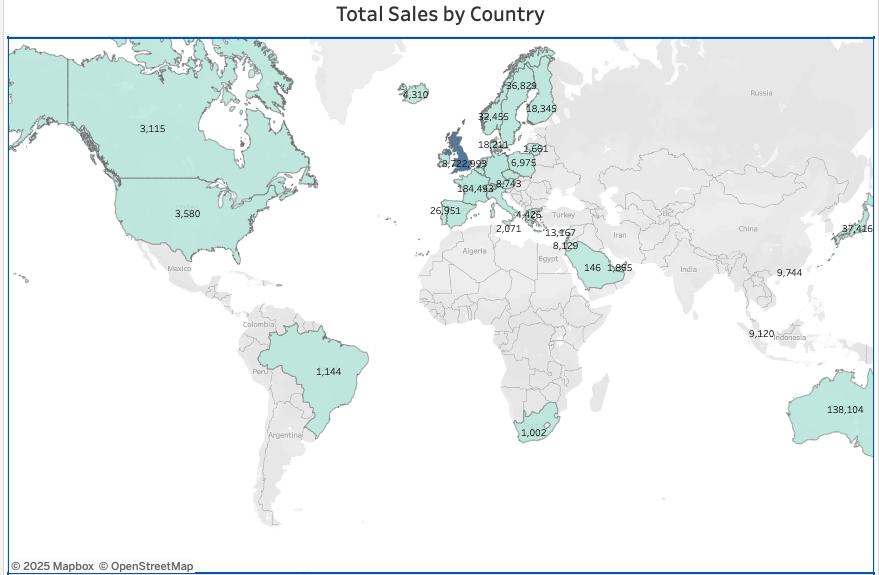 Total Sales by Country
4,310
36,829
Russia
18,345
32,455
3,115
18,211
1,661
8,722,993
6,975
8,743
184,493
3,580
26,951
4,426
Turkey
2,071
13,167
37,416
China
Iran
8,129
Algeria
Egypt
146
1,865
Mexico
India
9,744
Colombia
9,120
Indonesia
Peru
1,144
138,104
1,002
Argentina
© 2025 Mapbox © OpenStreetMap